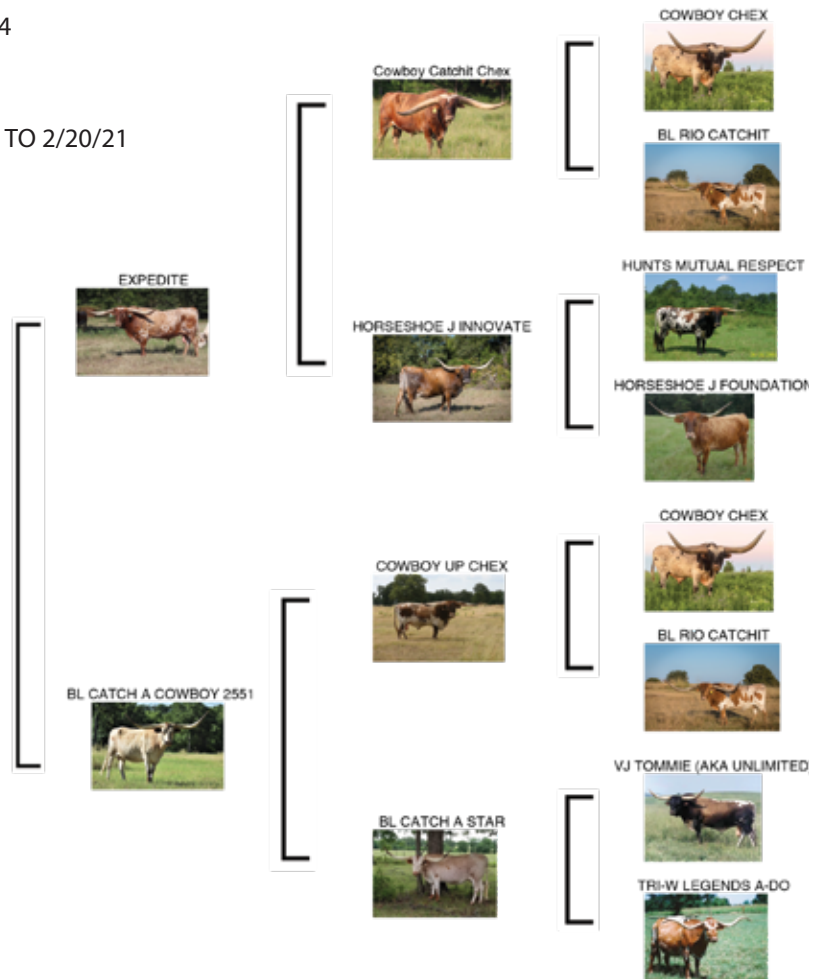 4
TO 2/20/21
COWBOY CHEX
Cowboy Catchit Chex
BL RIO CATCHIT
EXPEDITE
HUNTS MUTUAL RESPECT
HORSESHOE J INNOVATE
HORSESHOE J FOUNDATION
COWBOY CHEX
COWBOY UP CHEX
BL RIO CATCHIT
BL CATCH A COWBOY 2551
VJ TOMMIE (AKA UNLIMITED
BL CATCH A STAR
TRI-W LEGENDS A-DO